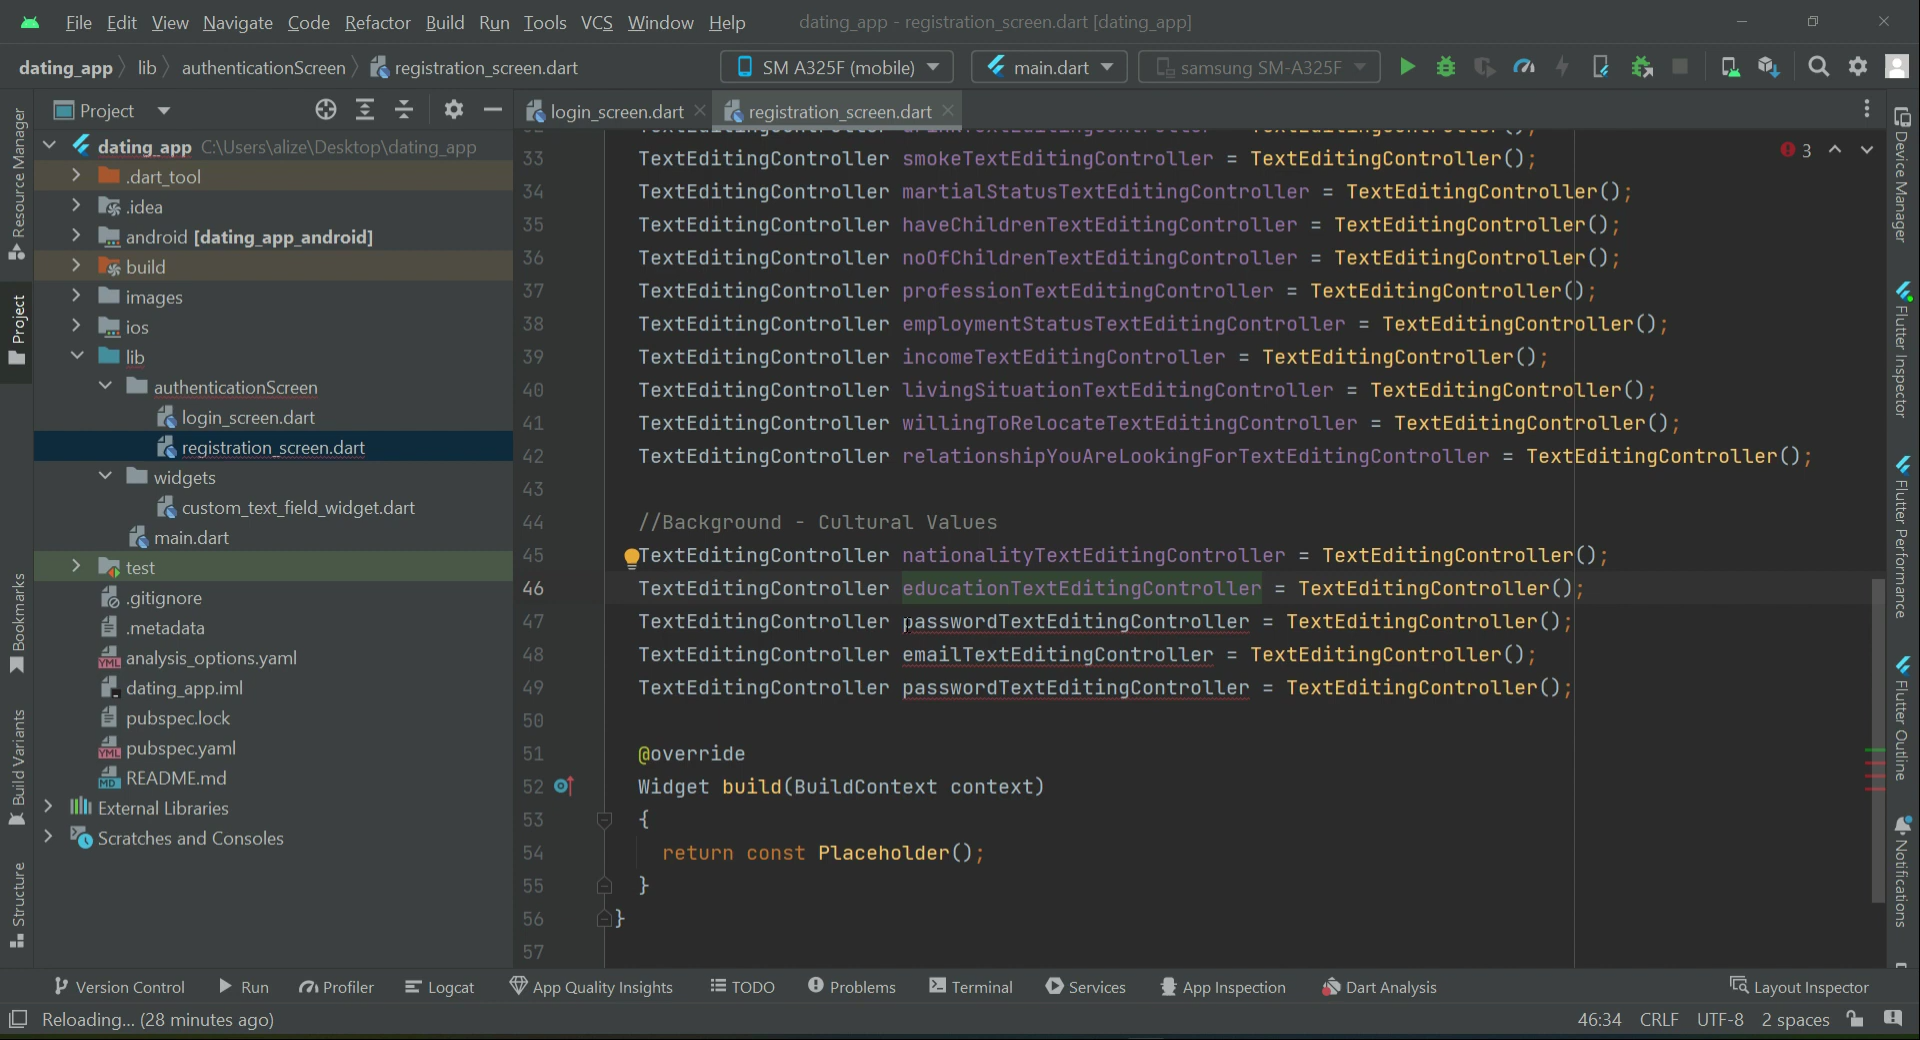 File Edit View Navigate Code Refactor Build Run Tools VCS Window Help dating_app - registration_screen.dart [dating_app]
dating_app lib authenticationScreen registration_screen.dart SM A325F (mobile) main.dart samsung SM-A325F
Project
login_screen.dart registration_screen.dart
dating_app C:\Users\alize\Desktop\dating_app
.dart_tool
.idea
android [dating_app_android]
build
images
ios
lib
authenticationScreen
login_screen.dart
registration_screen.dart
widgets
custom_text_field_widget.dart
main.dart
test
.gitignore
.metadata
analysis_options.yaml
dating_app.iml
pubspec.lock
pubspec.yaml
README.md
External Libraries
Scratches and Consoles
3
33 TextEditingController smokeTextEditingController = TextEditingController();
34 TextEditingController martialStatusTextEditingController = TextEditingController();
35 TextEditingController haveChildrenTextEditingController = TextEditingController();
36 TextEditingController noOfChildrenTextEditingController = TextEditingController();
37 TextEditingController professionTextEditingController = TextEditingController();
38 TextEditingController employmentStatusTextEditingController = TextEditingController();
39 TextEditingController incomeTextEditingController = TextEditingController();
40 TextEditingController livingSituationTextEditingController = TextEditingController();
41 TextEditingController willingToRelocateTextEditingController = TextEditingController();
42 TextEditingController relationshipYouAreLookingForTextEditingController = TextEditingController();
43
44 //Background - Cultural Values
45 TextEditingController nationalityTextEditingController = TextEditingController();
46 TextEditingController educationTextEditingController = TextEditingController();
47 TextEditingController passwordTextEditingController = TextEditingController();
48 TextEditingController emailTextEditingController = TextEditingController();
49 TextEditingController passwordTextEditingController = TextEditingController();
50
51 @override
52 Widget build(BuildContext context)
53 {
54 return const Placeholder();
55 }
56 }
57
Resource Manager
Project
Bookmarks
Build Variants
Structure
Device Manager
Flutter Inspector
Flutter Performance
Flutter Outline
Notifications
Version Control Run Profiler Logcat App Quality Insights TODO Problems Terminal Services App Inspection Dart Analysis Layout Inspector
Reloading... (28 minutes ago) 46:34 CRLF UTF-8 2 spaces